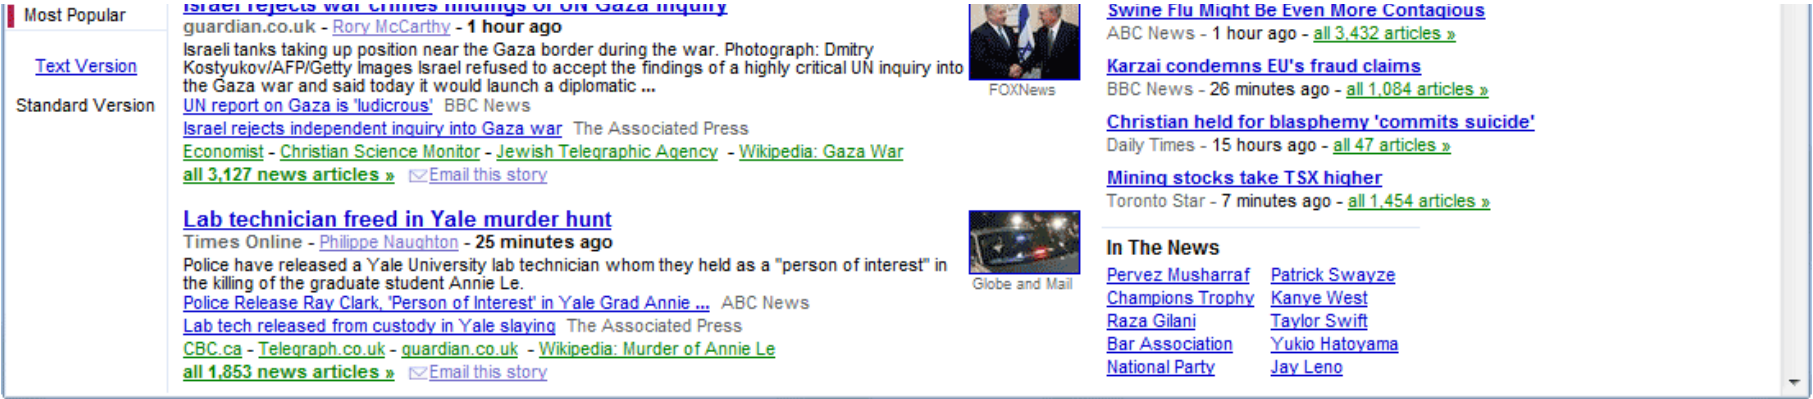 Most Popular
Text Version
Standard Version
Israel rejects war crimes findings of UN Gaza inquiry
guardian.co.uk - Rory McCarthy - 1 hour ago
Israeli tanks taking up position near the Gaza border during the war. Photograph: Dmitry
Kostyukov/AFP/Getty Images Israel refused to accept the findings of a highly critical UN inquiry into
the Gaza war and said today it would launch a diplomatic ...
UN report on Gaza is 'ludicrous' BBC News
Israel rejects independent inquiry into Gaza war The Associated Press
Economist - Christian Science Monitor - Jewish Telegraphic Agency - Wikipedia: Gaza War
all 3,127 news articles » Email this story
FOXNews
Lab technician freed in Yale murder hunt
Times Online - Philippe Naughton - 25 minutes ago
Police have released a Yale University lab technician whom they held as a "person of interest" in
the killing of the graduate student Annie Le.
Police Release Ray Clark, 'Person of Interest' in Yale Grad Annie ... ABC News
Lab tech released from custody in Yale slaying The Associated Press
CBC.ca - Telegraph.co.uk - guardian.co.uk - Wikipedia: Murder of Annie Le
all 1,853 news articles » Email this story
Globe and Mail
Swine Flu Might Be Even More Contagious
ABC News - 1 hour ago - all 3,432 articles »
Karzai condemns EU's fraud claims
BBC News - 26 minutes ago - all 1,084 articles »
Christian held for blasphemy 'commits suicide'
Daily Times - 15 hours ago - all 47 articles »
Mining stocks take TSX higher
Toronto Star - 7 minutes ago - all 1,454 articles »
In The News
Pervez Musharraf Patrick Swayze
Champions Trophy Kanye West
Raza Gilani Taylor Swift
Bar Association Yukio Hatoyama
National Party Jay Leno